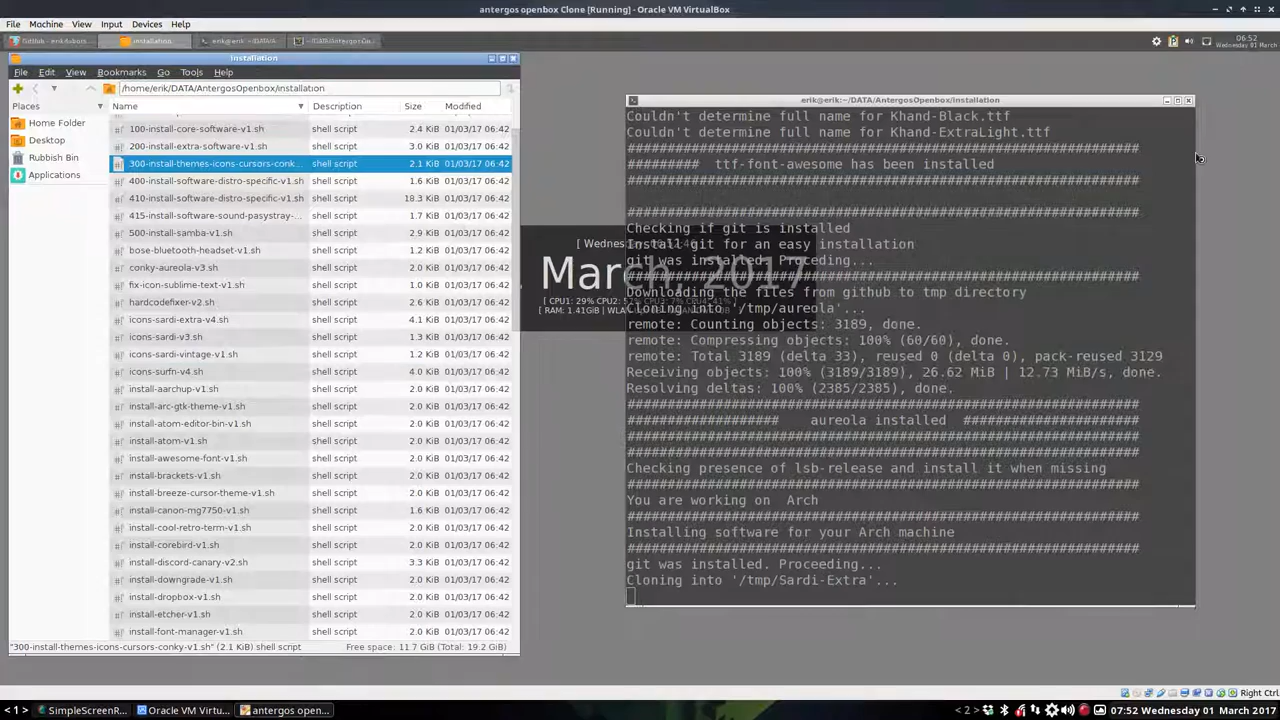 antergos openbox Clone [Running] - Oracle VM VirtualBox
File Machine View Input Devices Help
installation
06:52
Wednesday 01 March
installation
File Edit View Bookmarks Go Tools Help
/home/erik/DATA/AntergosOpenbox/installation
Places
Home Folder
Desktop
Rubbish Bin
Applications
Name Description Size Modified
100-install-core-software-v1.sh shell script 2.4 KiB 01/03/17 06:42
200-install-extra-software-v1.sh shell script 3.0 KiB 01/03/17 06:42
300-install-themes-icons-cursors-conk... shell script 2.1 KiB 01/03/17 06:42
400-install-software-distro-specific-v1.sh shell script 1.6 KiB 01/03/17 06:42
410-install-software-distro-specific-v1.sh shell script 18.3 KiB 01/03/17 06:42
415-install-software-sound-pasystray-... shell script 1.7 KiB 01/03/17 06:42
500-install-samba-v1.sh shell script 2.9 KiB 01/03/17 06:42
bose-bluetooth-headset-v1.sh shell script 2.0 KiB 01/03/17 06:42
conky-aureola-v3.sh shell script 2.0 KiB 01/03/17 06:42
fix-icon-sublime-text-v1.sh shell script 2.0 KiB 01/03/17 06:42
hardcodefixer-v2.sh shell script 2.6 KiB 01/03/17 06:42
icons-sardi-extra-v4.sh shell script 4.1 KiB 01/03/17 06:42
icons-sardi-v3.sh shell script 1.3 KiB 01/03/17 06:42
icons-sardi-vintage-v1.sh shell script 1.2 KiB 01/03/17 06:42
icons-surfn-v4.sh shell script 4.0 KiB 01/03/17 06:42
install-aarchup-v1.sh shell script 2.0 KiB 01/03/17 06:42
install-arc-gtk-theme-v1.sh shell script 2.0 KiB 01/03/17 06:42
install-atom-editor-bin-v1.sh shell script 2.0 KiB 01/03/17 06:42
install-atom-v1.sh shell script 2.0 KiB 01/03/17 06:42
install-awesome-font-v1.sh shell script 2.0 KiB 01/03/17 06:42
install-brackets-v1.sh shell script 2.0 KiB 01/03/17 06:42
install-breeze-cursor-theme-v1.sh shell script 2.0 KiB 01/03/17 06:42
install-canon-mg7750-v1.sh shell script 1.6 KiB 01/03/17 06:42
install-cool-retro-term-v1.sh shell script 2.0 KiB 01/03/17 06:42
install-corebird-v1.sh shell script 2.0 KiB 01/03/17 06:42
install-discord-canary-v2.sh shell script 3.3 KiB 01/03/17 06:42
install-downgrade-v1.sh shell script 2.0 KiB 01/03/17 06:42
install-dropbox-v1.sh shell script 2.0 KiB 01/03/17 06:42
install-etcher-v1.sh shell script 2.0 KiB 01/03/17 06:42
install-font-manager-v1.sh shell script 2.0 KiB 01/03/17 06:42
"300-install-themes-icons-cursors-conky-v1.sh" (2.1 KiB) shell script Free space: 11.7 GiB (Total: 19.2 GiB)
March, 2017
[ CPU1: 29% CPU2:
[ RAM: 1.41GiB | WLA
erik@erik:~/DATA/AntergosOpenbox/installation
Couldn't determine full name for Khand-Black.ttf
Couldn't determine full name for Khand-ExtraLight.ttf
################################################################
######### ttf-font-awesome has been installed
################################################################
################################################################
Checking if git is installed
Install git for an easy installation
git was installed. Proceding...
################################################################
Downloading the files from github to tmp directory
Cloning into '/tmp/aureola'...
remote: Counting objects: 3189, done.
remote: Compressing objects: 100% (60/60), done.
remote: Total 3189 (delta 33), reused 0 (delta 0), pack-reused 3129
Receiving objects: 100% (3189/3189), 26.62 MiB | 12.73 MiB/s, done.
Resolving deltas: 100% (2385/2385), done.
################################################################
################### aureola installed ######################
################################################################
################################################################
Checking presence of lsb-release and install it when missing
################################################################
You are working on Arch
################################################################
Installing software for your Arch machine
################################################################
git was installed. Proceeding...
Cloning into '/tmp/Sardi-Extra'...
Right Ctrl
< 1 > SimpleScreenR... Oracle VM Virtu... antergos open... < 2 > 07:52 Wednesday 01 March 2017